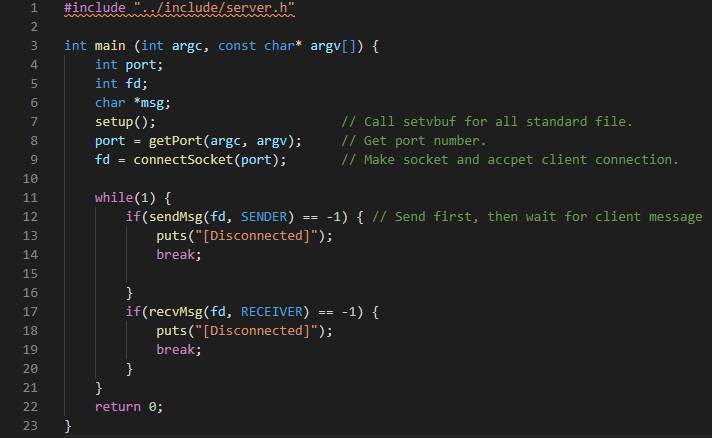 1 #include "../include/server.h"
2
3 int main (int argc, const char* argv[]) {
4 int port;
5 int fd;
6 char *msg;
7 setup(); // Call setvbuf for all standard file.
8 port = getPort(argc, argv); // Get port number.
9 fd = connectSocket(port); // Make socket and accpet client connection.
10
11 while(1) {
12 if(sendMsg(fd, SENDER) == -1) { // Send first, then wait for client message
13 puts("[Disconnected]");
14 break;
15
16 }
17 if(recvMsg(fd, RECEIVER) == -1) {
18 puts("[Disconnected]");
19 break;
20 }
21 }
22 return 0;
23 }